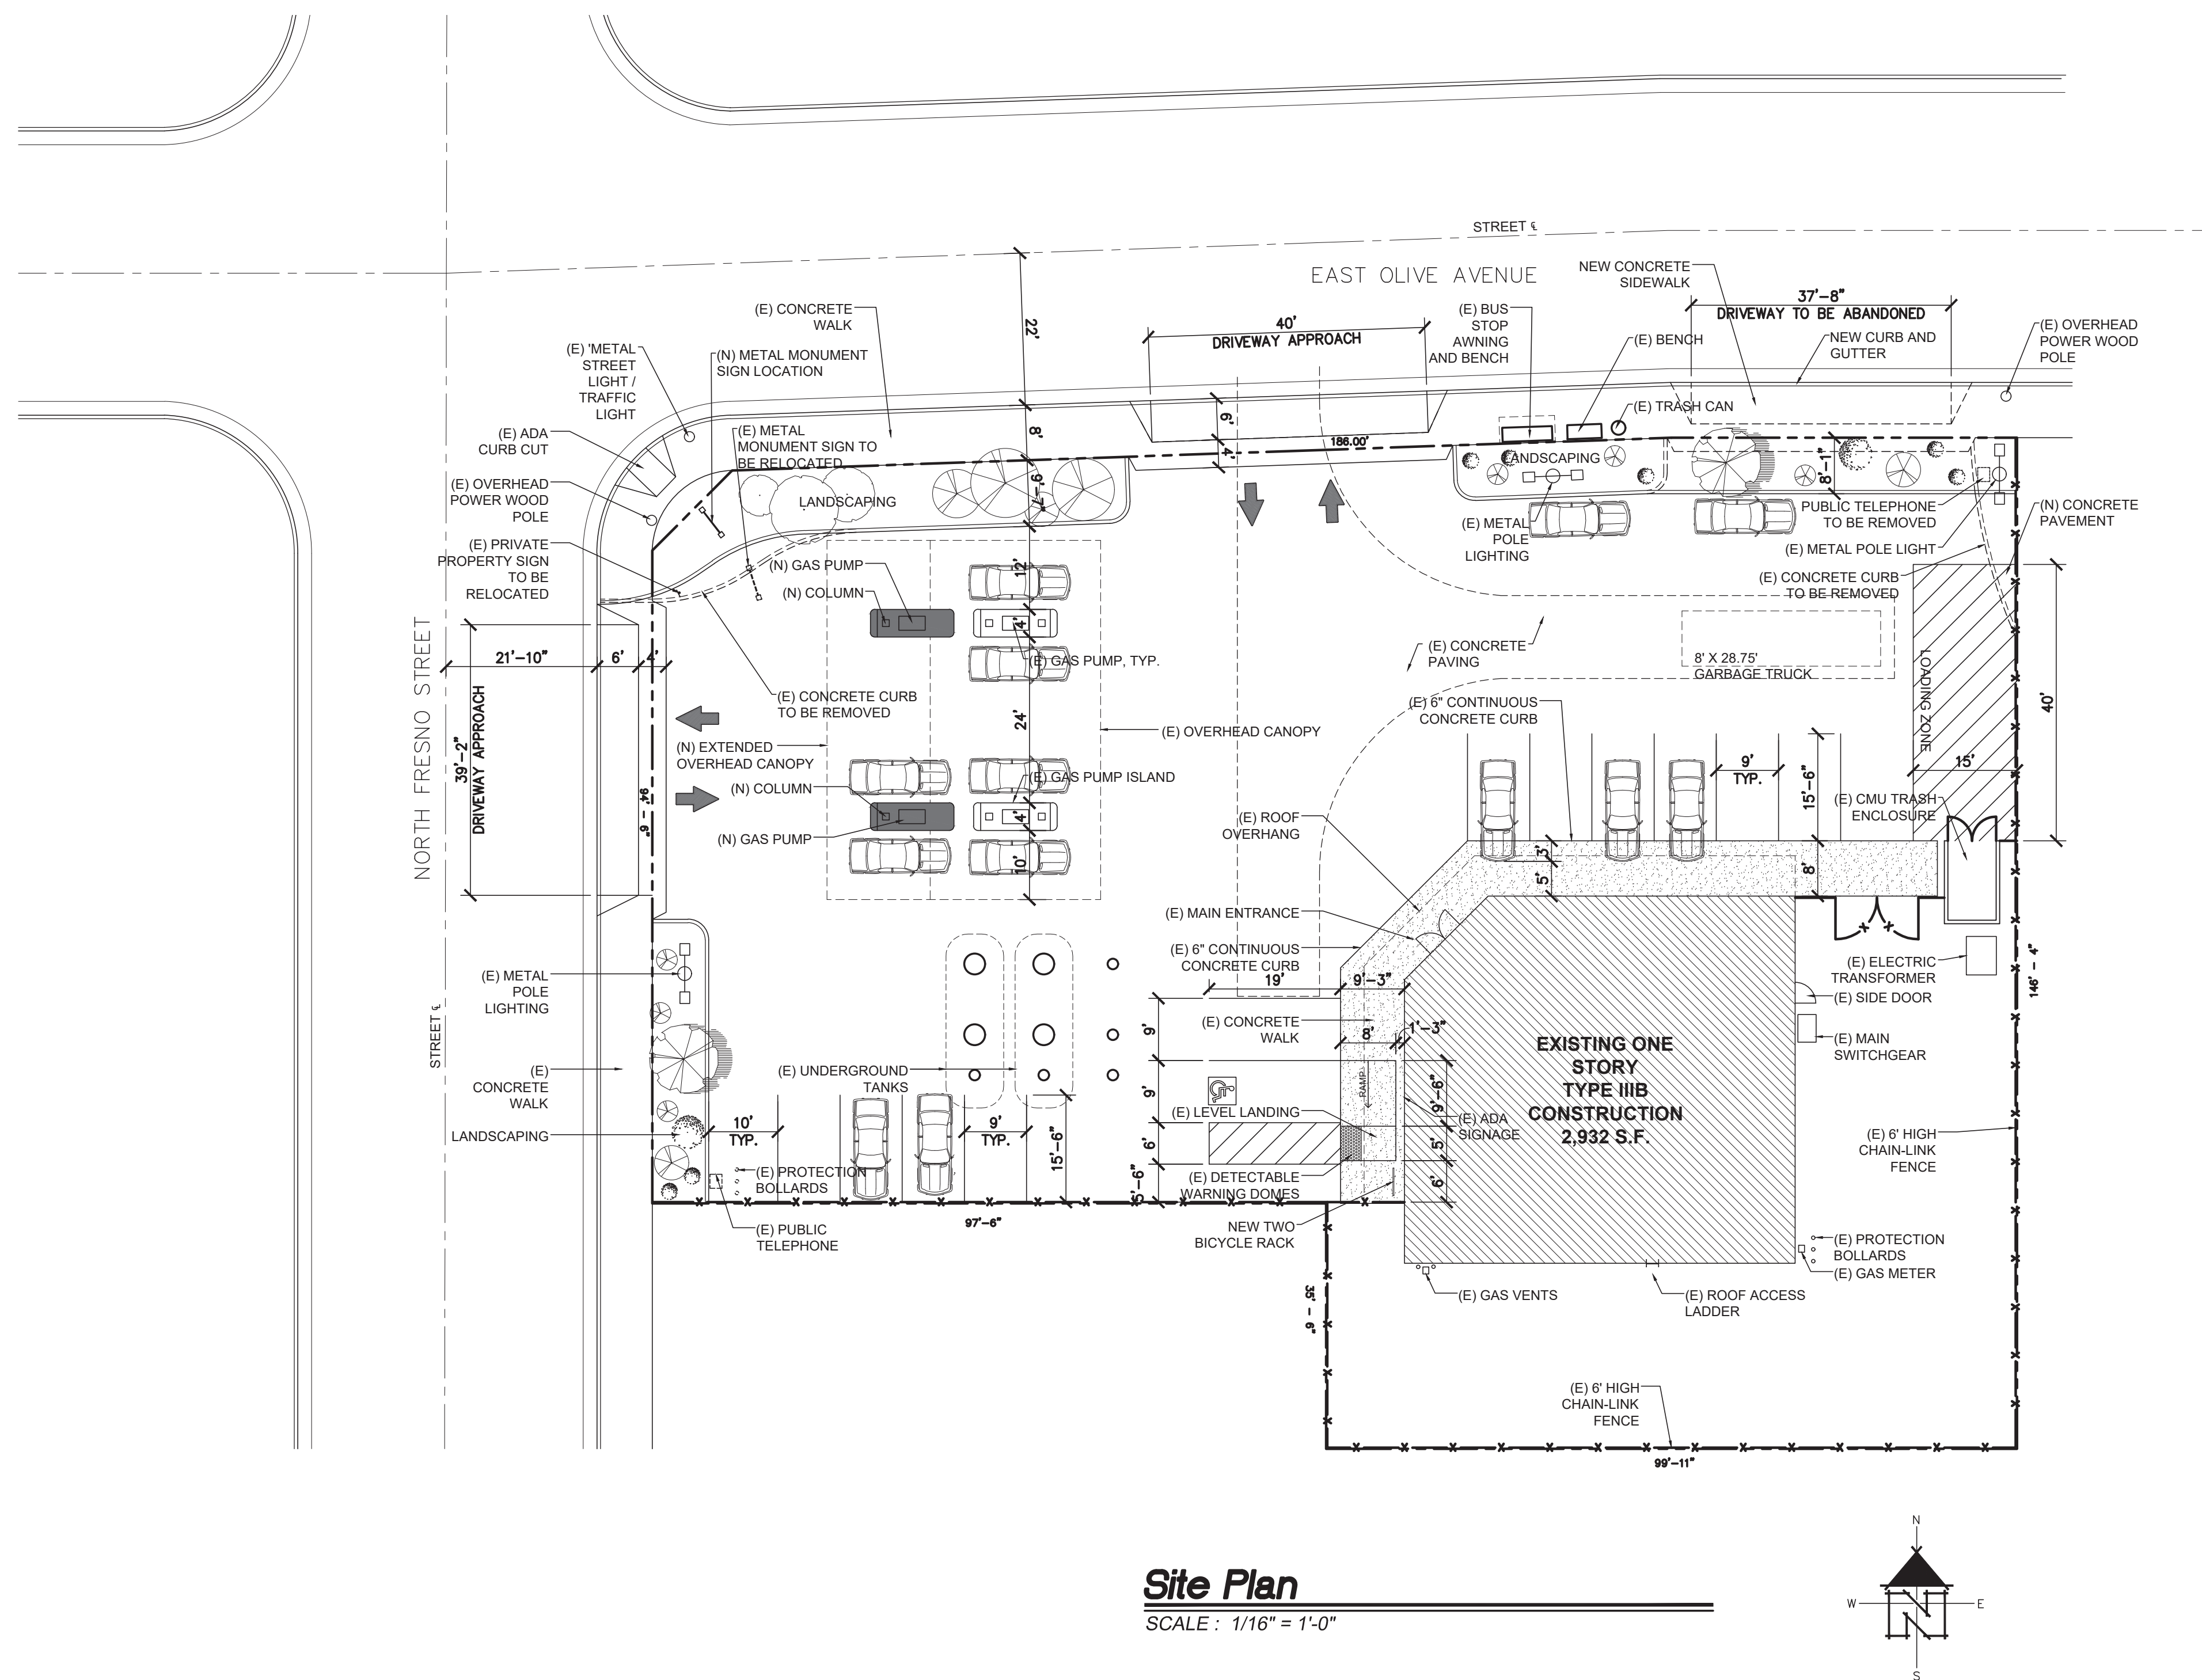 STREET ℄
EAST OLIVE AVENUE
NEW CONCRETE
SIDEWALK
37'-8"
DRIVEWAY TO BE ABANDONED
(E) OVERHEAD
POWER WOOD
POLE
(E) CONCRETE
WALK
22'
40'
DRIVEWAY APPROACH
(E) BUS
STOP
AWNING
AND BENCH
(E) BENCH
NEW CURB AND
GUTTER
(E) 'METAL
STREET
LIGHT /
TRAFFIC
LIGHT
(N) METAL MONUMENT
SIGN LOCATION
(E) TRASH CAN
(E) ADA
CURB CUT
(E) METAL
MONUMENT SIGN TO
BE RELOCATED
8'
6'
4'
186.00'
LANDSCAPING
8'-1"
(E) OVERHEAD
POWER WOOD
POLE
LANDSCAPING
7'-6"
(E) METAL
POLE
LIGHTING
PUBLIC TELEPHONE
TO BE REMOVED
(N) CONCRETE
PAVEMENT
(E) PRIVATE
PROPERTY SIGN
TO BE
RELOCATED
(E) METAL POLE LIGHT
(N) GAS PUMP
12'
(E) CONCRETE CURB
TO BE REMOVED
(N) COLUMN
4'
NORTH FRESNO STREET
21'-10"
6'
4'
(E) GAS PUMP, TYP.
(E) CONCRETE
PAVING
8' X 28.75'
GARBAGE TRUCK
LOADING ZONE
40'
39'-2"
DRIVEWAY APPROACH
(E) CONCRETE CURB
TO BE REMOVED
24'
(E) 6" CONTINUOUS
CONCRETE CURB
(E) OVERHEAD CANOPY
(N) EXTENDED
OVERHEAD CANOPY
9'
TYP.
15'-6"
15'
94' - 6"
(E) GAS PUMP ISLAND
(N) COLUMN
4'
(E) CMU TRASH
ENCLOSURE
(E) ROOF
OVERHANG
(N) GAS PUMP
10'
3'
5'
8'
(E) MAIN ENTRANCE
(E) 6" CONTINUOUS
CONCRETE CURB
(E) METAL
POLE
LIGHTING
19'
9'-3"
(E) ELECTRIC
TRANSFORMER
146' - 4"
(E) SIDE DOOR
STREET ℄
9'
(E) CONCRETE
WALK
8'
1'-3"
EXISTING ONE
STORY
TYPE IIIB
CONSTRUCTION
2,932 S.F.
(E) MAIN
SWITCHGEAR
(E)
CONCRETE
WALK
(E) UNDERGROUND
TANKS
9'
RAMP
9'-6"
(E) LEVEL LANDING
(E) ADA
SIGNAGE
LANDSCAPING
10'
TYP.
9'
TYP.
15'-6"
6'
5'
(E) 6' HIGH
CHAIN-LINK
FENCE
(E) PROTECTION
BOLLARDS
5'-6"
(E) DETECTABLE
WARNING DOMES
6'
97'-6"
(E) PUBLIC
TELEPHONE
NEW TWO
BICYCLE RACK
(E) PROTECTION
BOLLARDS
(E) GAS METER
35' - 6"
(E) GAS VENTS
(E) ROOF ACCESS
LADDER
(E) 6' HIGH
CHAIN-LINK
FENCE
99'-11"
Site Plan
SCALE : 1/16" = 1'-0"
N
W
E
N
S